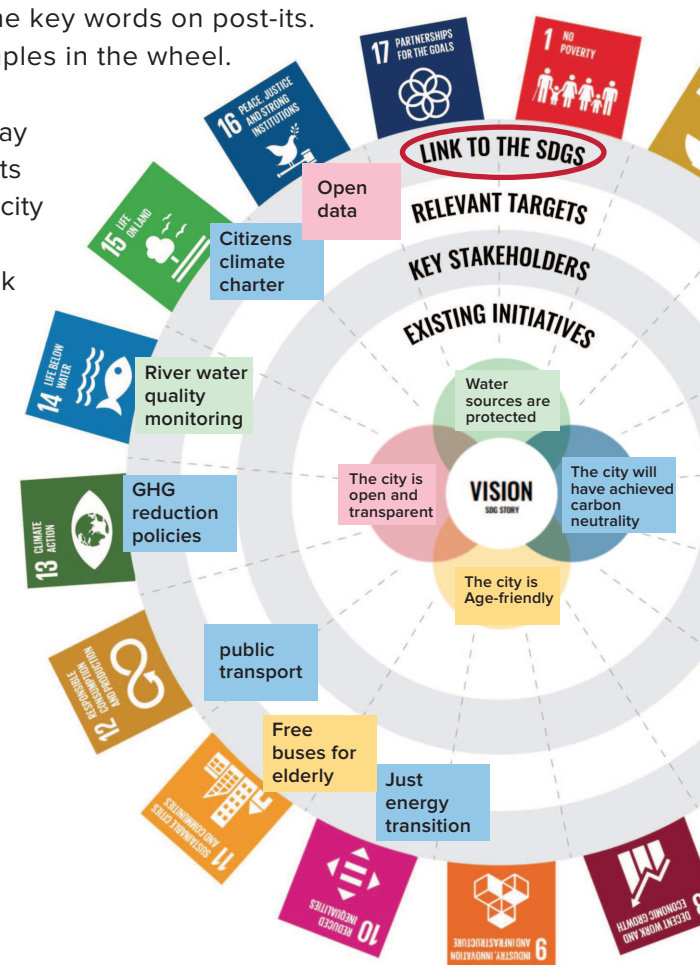 ne key words on post-its.
ples in the wheel.
ay
ts
city
k
17 PARTNERSHIPS
FOR THE GOALS
1 NO
POVERTY
16 PEACE, JUSTICE
AND STRONG
INSTITUTIONS
LINK TO THE SDGS
RELEVANT TARGETS
KEY STAKEHOLDERS
EXISTING INITIATIVES
Open
data
15 LIFE
ON LAND
Citizens
climate
charter
14 LIFE BELOW
WATER
River water
quality
monitoring
Water
sources are
protected
The city is
open and
transparent
VISION
SDG STORY
The city will
have achieved
carbon
neutrality
The city is
Age-friendly
13 CLIMATE
ACTION
GHG
reduction
policies
12 RESPONSIBLE
CONSUMPTION
AND PRODUCTION
public
transport
Free
buses for
elderly
Just
energy
transition
11 SUSTAINABLE CITIES
AND COMMUNITIES
10 REDUCED
INEQUALITIES
9 INDUSTRY, INNOVATION
AND INFRASTRUCTURE
8 DECENT WORK AND
ECONOMIC GROWTH